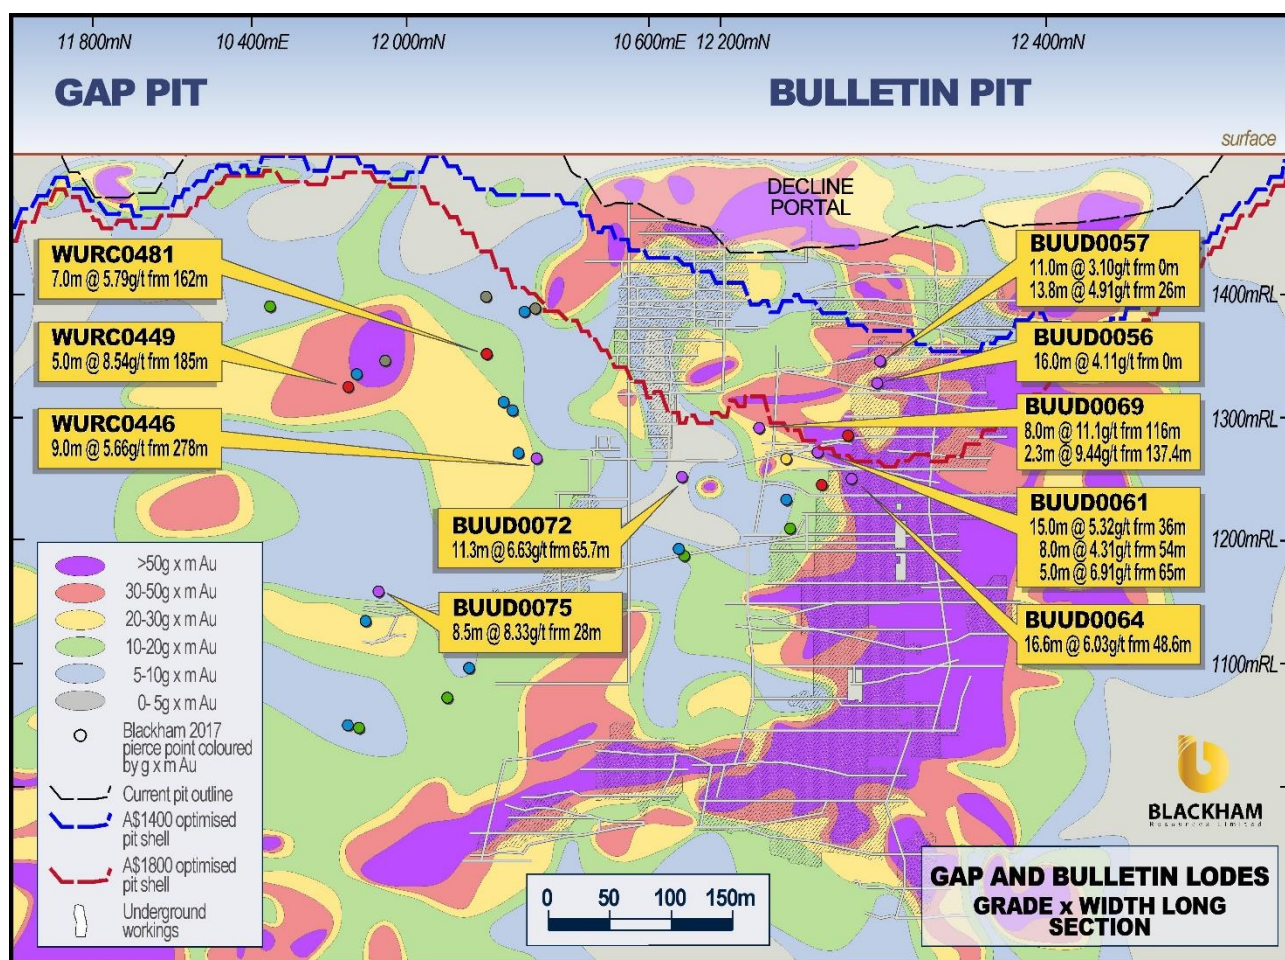 11 800mN
10 400mE
12 000mN
10 600mE
12 200mN
12 400mN
GAP PIT
BULLETIN PIT
surface
DECLINE
PORTAL
WURC0481
7.0m @ 5.79g/t frm 162m
WURC0449
5.0m @ 8.54g/t frm 185m
WURC0446
9.0m @ 5.66g/t frm 278m
BUUD0072
11.3m @ 6.63g/t frm 65.7m
BUUD0075
8.5m @ 8.33g/t frm 28m
BUUD0057
11.0m @ 3.10g/t frm 0m
13.8m @ 4.91g/t frm 26m
BUUD0056
16.0m @ 4.11g/t frm 0m
BUUD0069
8.0m @ 11.1g/t frm 116m
2.3m @ 9.44g/t frm 137.4m
BUUD0061
15.0m @ 5.32g/t frm 36m
8.0m @ 4.31g/t frm 54m
5.0m @ 6.91g/t frm 65m
BUUD0064
16.6m @ 6.03g/t frm 48.6m
1400mRL
1300mRL
1200mRL
1100mRL
>50g x m Au
30-50g x m Au
20-30g x m Au
10-20g x m Au
5-10g x m Au
0- 5g x m Au
Blackham 2017
pierce point coloured
by g x m Au
Current pit outline
A$1400 optimised
pit shell
A$1800 optimised
pit shell
Underground
workings
0 50 100 150m
BLACKHAM
Resources Limited
GAP AND BULLETIN LODES
GRADE x WIDTH LONG
SECTION